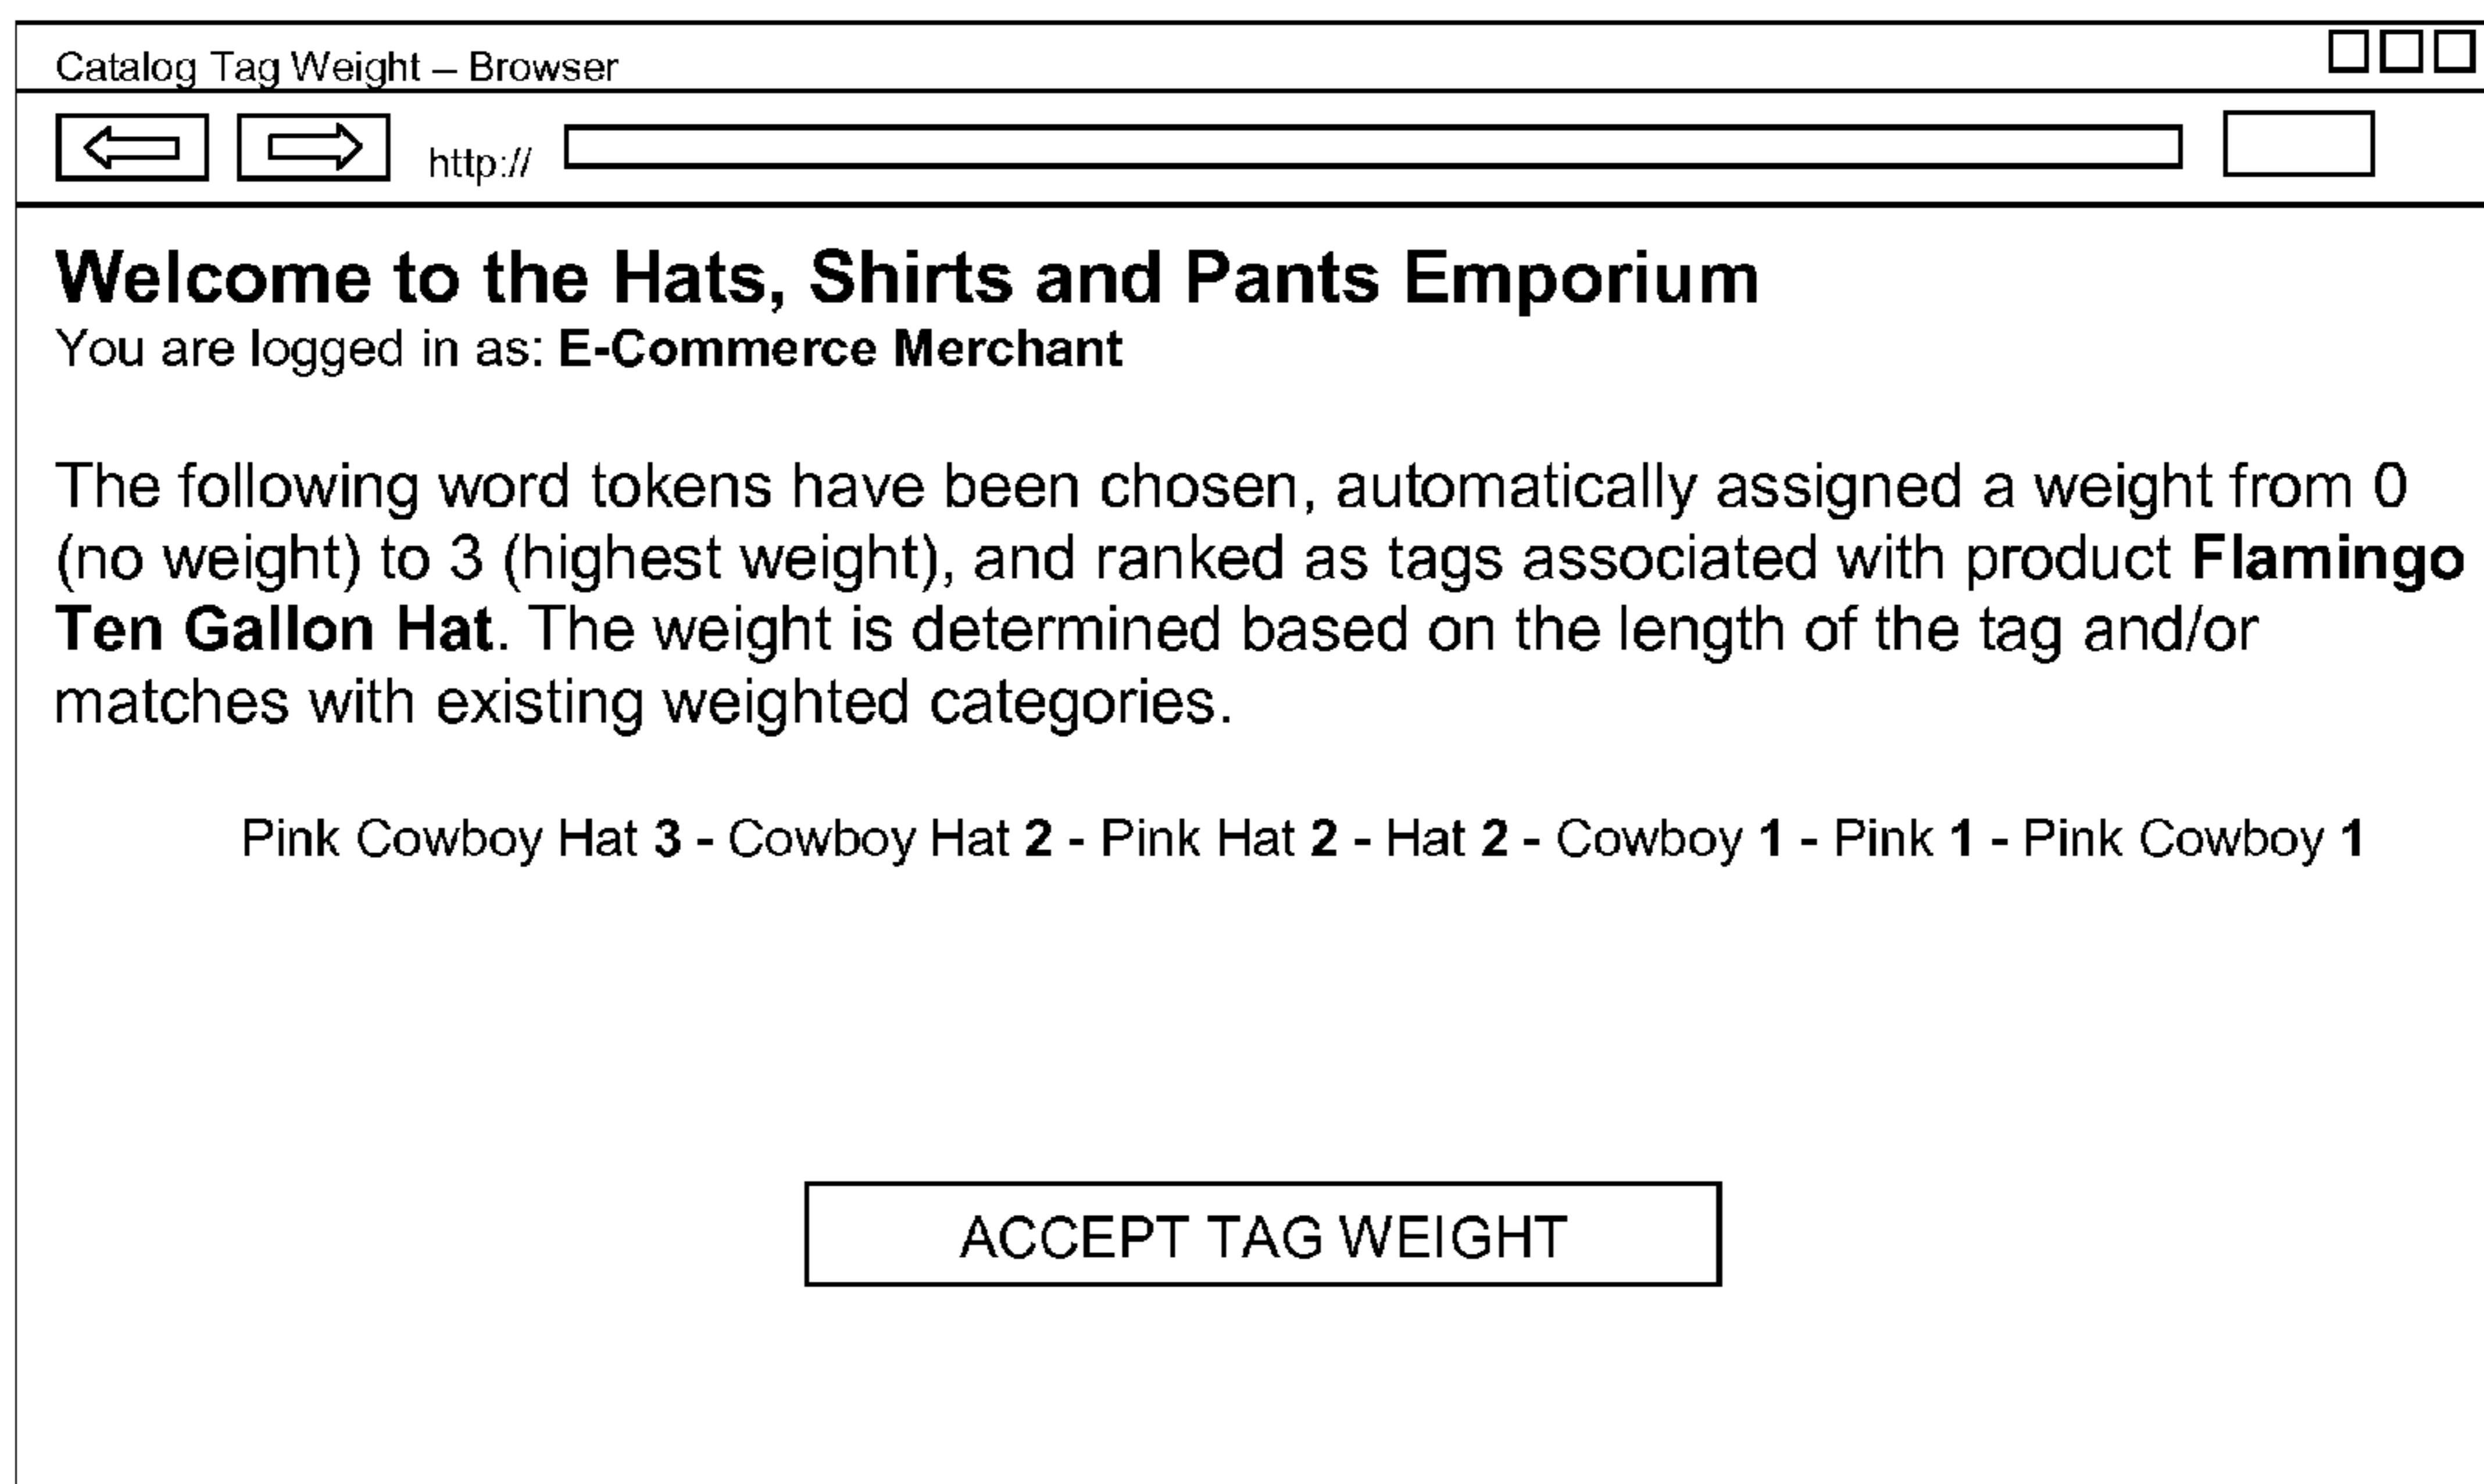 Catalog Tag Weight – Browser
http://
Welcome to the Hats, Shirts and Pants Emporium
You are logged in as: E-Commerce Merchant
The following word tokens have been chosen, automatically assigned a weight from 0
(no weight) to 3 (highest weight), and ranked as tags associated with product Flamingo
Ten Gallon Hat. The weight is determined based on the length of the tag and/or
matches with existing weighted categories.
Pink Cowboy Hat 3 - Cowboy Hat 2 - Pink Hat 2 - Hat 2 - Cowboy 1 - Pink 1 - Pink Cowboy 1
ACCEPT TAG WEIGHT